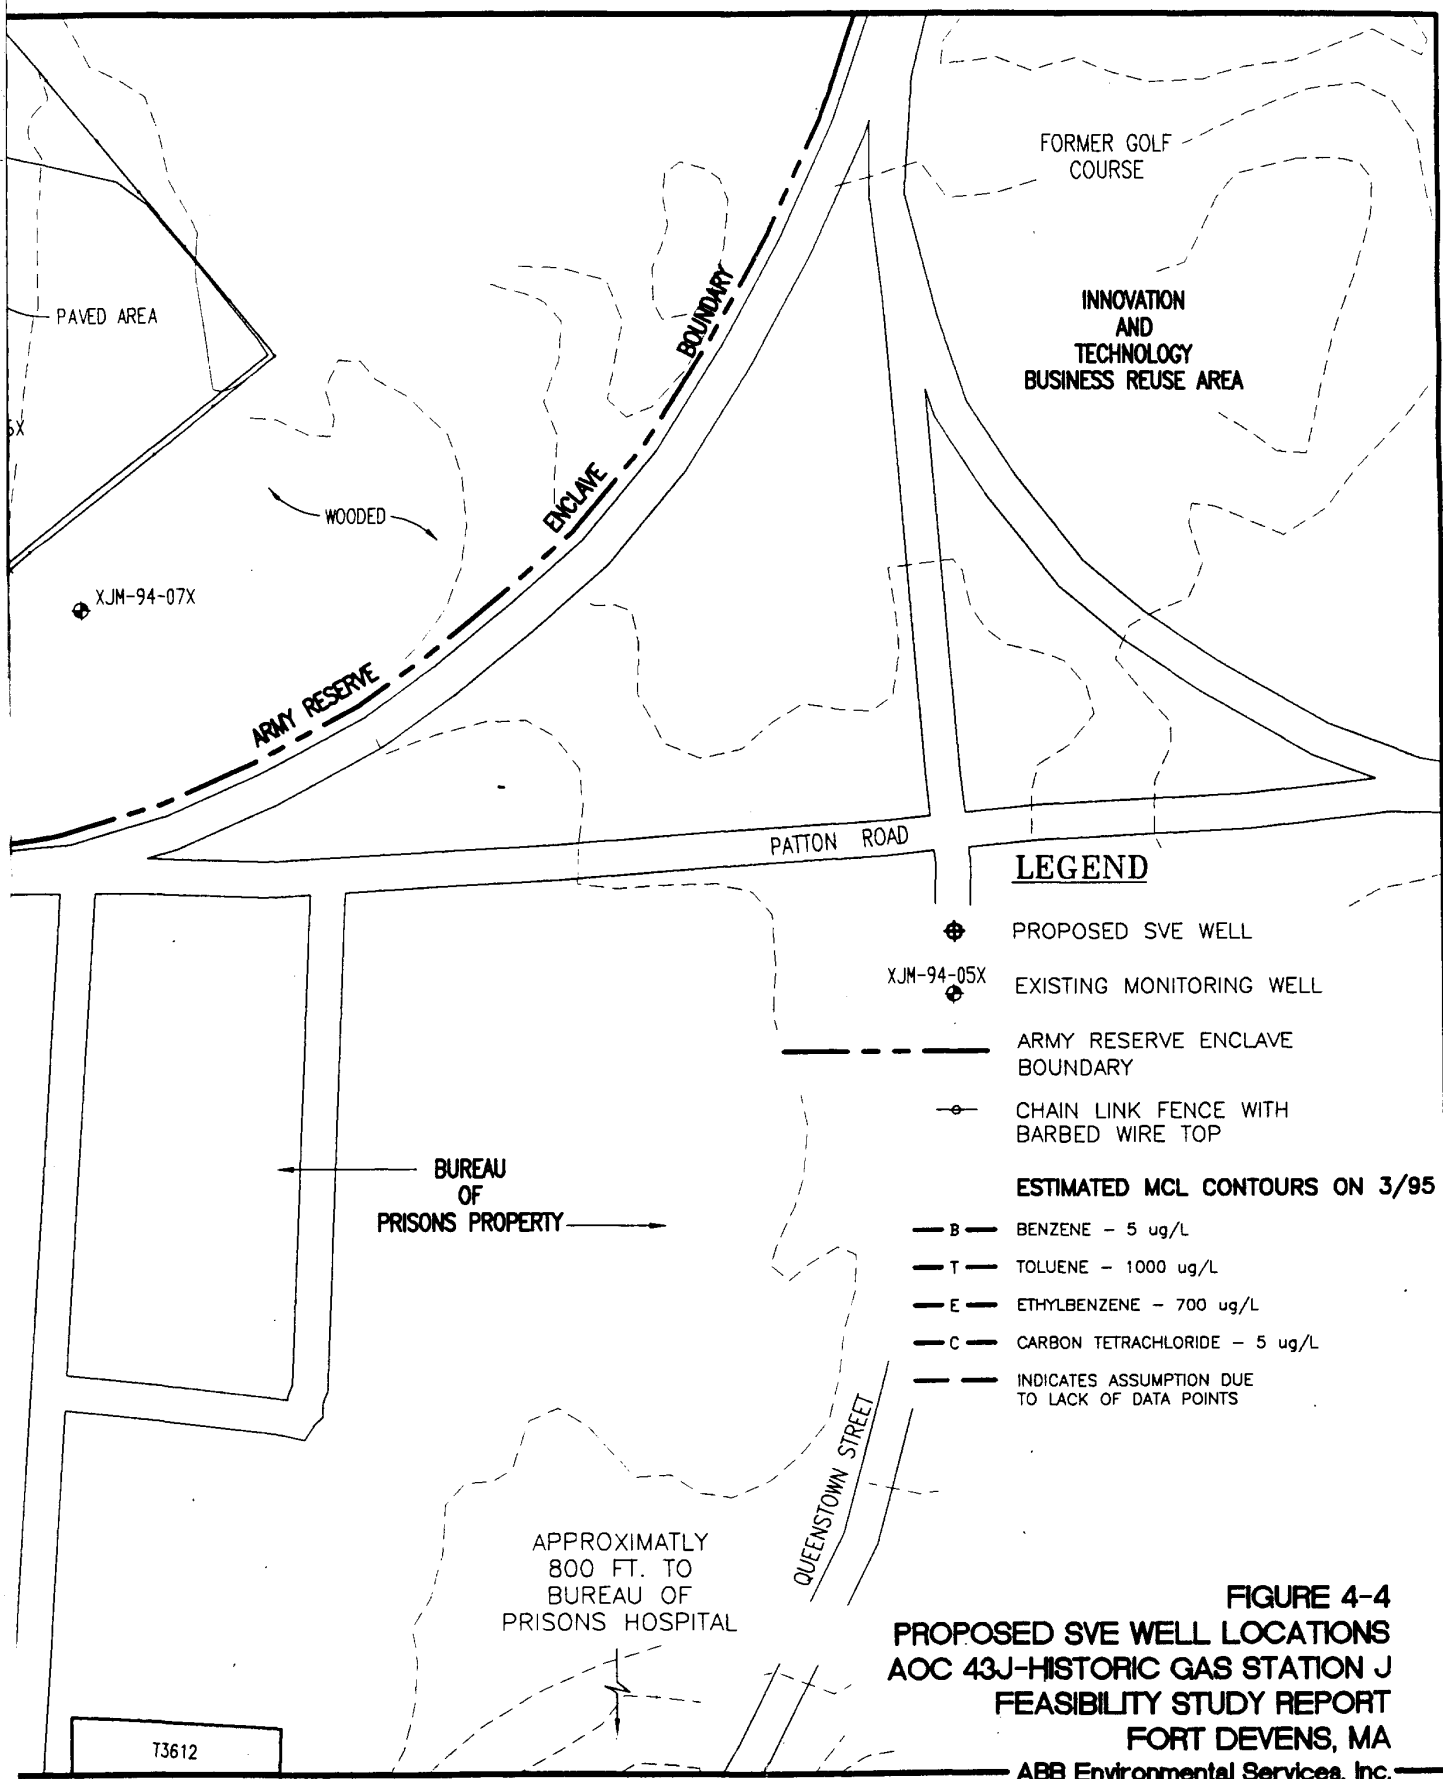 FORMER GOLF
COURSE
PAVED AREA
INNOVATION
AND
TECHNOLOGY
BUSINESS REUSE AREA
WOODED
XJM-94-07X
ARMY RESERVE ENCLAVE BOUNDARY
PATTON ROAD
LEGEND
PROPOSED SVE WELL
XJM-94-05X
EXISTING MONITORING WELL
ARMY RESERVE ENCLAVE
BOUNDARY
CHAIN LINK FENCE WITH
BARBED WIRE TOP
ESTIMATED MCL CONTOURS ON 3/95
B BENZENE - 5 ug/L
T TOLUENE - 1000 ug/L
E ETHYLBENZENE - 700 ug/L
C CARBON TETRACHLORIDE - 5 ug/L
INDICATES ASSUMPTION DUE
TO LACK OF DATA POINTS
BUREAU
OF
PRISONS PROPERTY
QUEENSTOWN STREET
APPROXIMATLY
800 FT. TO
BUREAU OF
PRISONS HOSPITAL
T3612
FIGURE 4-4
PROPOSED SVE WELL LOCATIONS
AOC 43J-HISTORIC GAS STATION J
FEASIBILITY STUDY REPORT
FORT DEVENS, MA
ABB Environmental Services, Inc.